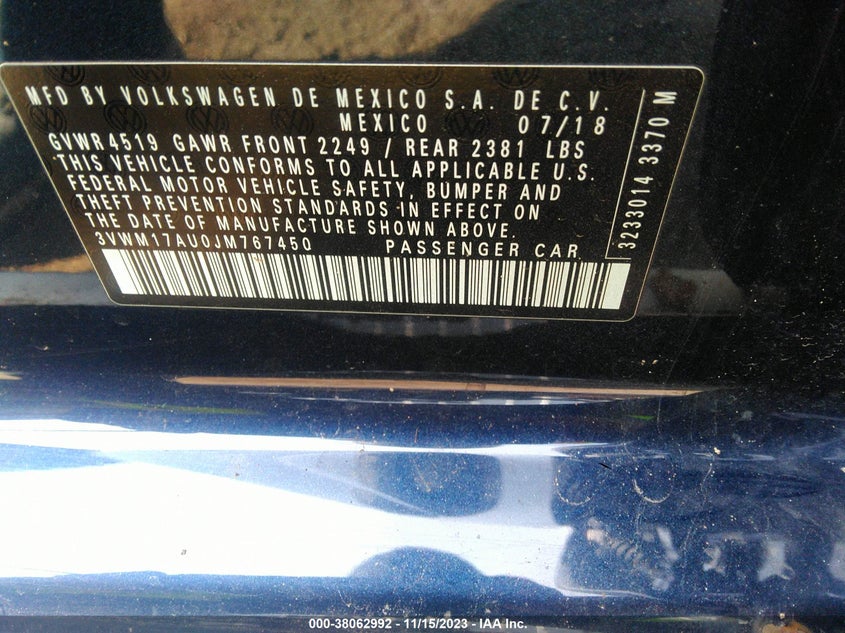 MFD BY VOLKSWAGEN DE MEXICO S.A. DE C.V.
MEXICO 07/18
GVWR 4519 GAWR FRONT 2249 / REAR 2381 LBS
THIS VEHICLE CONFORMS TO ALL APPLICABLE U.S.
FEDERAL MOTOR VEHICLE SAFETY, BUMPER AND
THEFT PREVENTION STANDARDS IN EFFECT ON
THE DATE OF MANUFACTURE SHOWN ABOVE.
3VWM17AU0JM767450 PASSENGER CAR
3233014 3370 M
000-38062992 - 11/15/2023 - IAA Inc.